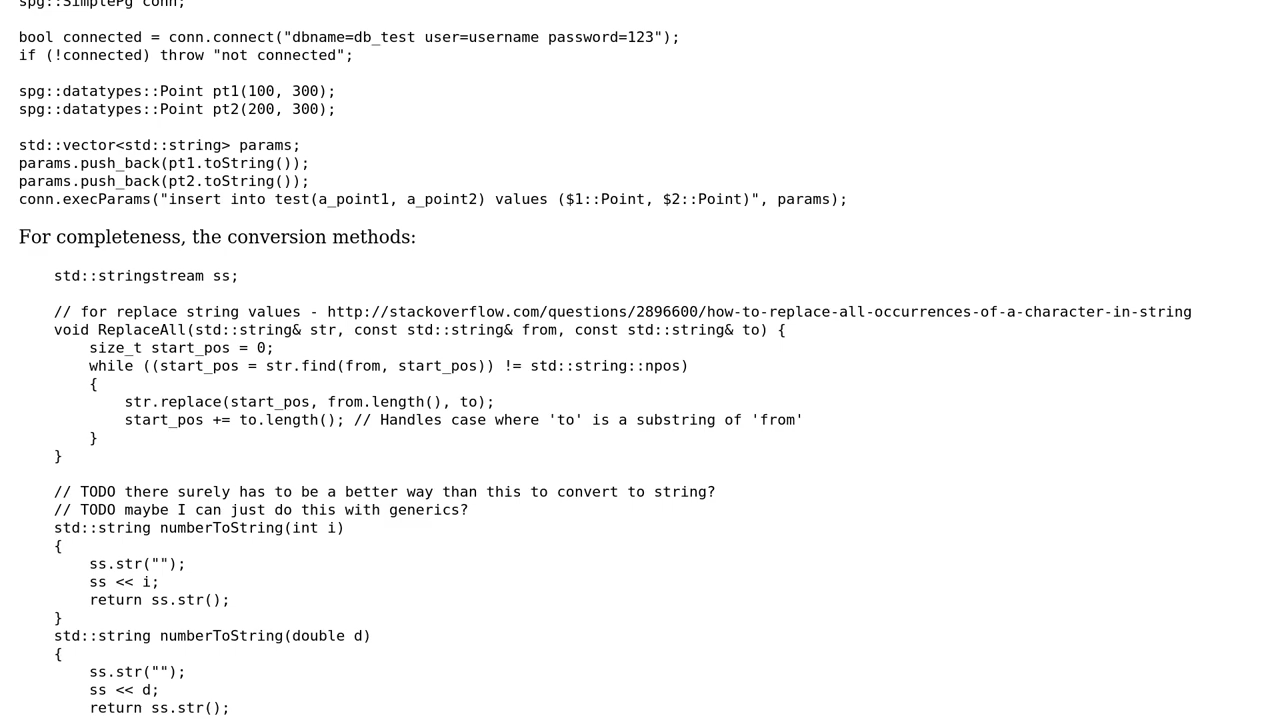 spg::SimplePg conn;

bool connected = conn.connect("dbname=db_test user=username password=123");
if (!connected) throw "not connected";

spg::datatypes::Point pt1(100, 300);
spg::datatypes::Point pt2(200, 300);

std::vector<std::string> params;
params.push_back(pt1.toString());
params.push_back(pt2.toString());
conn.execParams("insert into test(a_point1, a_point2) values ($1::Point, $2::Point)", params);

For completeness, the conversion methods:

    std::stringstream ss;

    // for replace string values - http://stackoverflow.com/questions/2896600/how-to-replace-all-occurrences-of-a-character-in-string
    void ReplaceAll(std::string& str, const std::string& from, const std::string& to) {
        size_t start_pos = 0;
        while ((start_pos = str.find(from, start_pos)) != std::string::npos)
        {
            str.replace(start_pos, from.length(), to);
            start_pos += to.length(); // Handles case where 'to' is a substring of 'from'
        }
    }

    // TODO there surely has to be a better way than this to convert to string?
    // TODO maybe I can just do this with generics?
    std::string numberToString(int i)
    {
        ss.str("");
        ss << i;
        return ss.str();
    }
    std::string numberToString(double d)
    {
        ss.str("");
        ss << d;
        return ss.str();